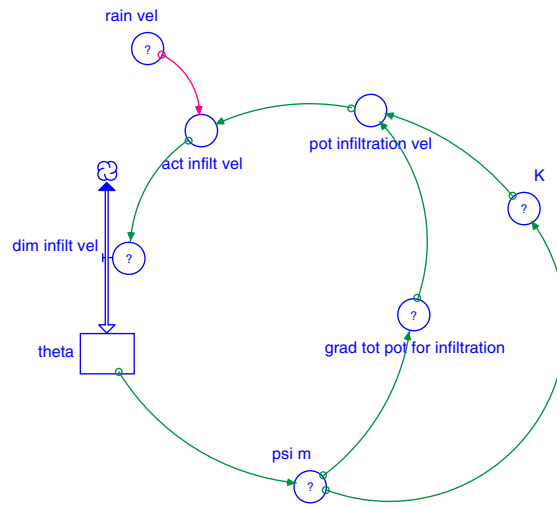 rain vel
?
act infilt vel
pot infiltration vel
K
?
dim infilt vel
?
theta
?
grad tot pot for infiltration
psi m
?